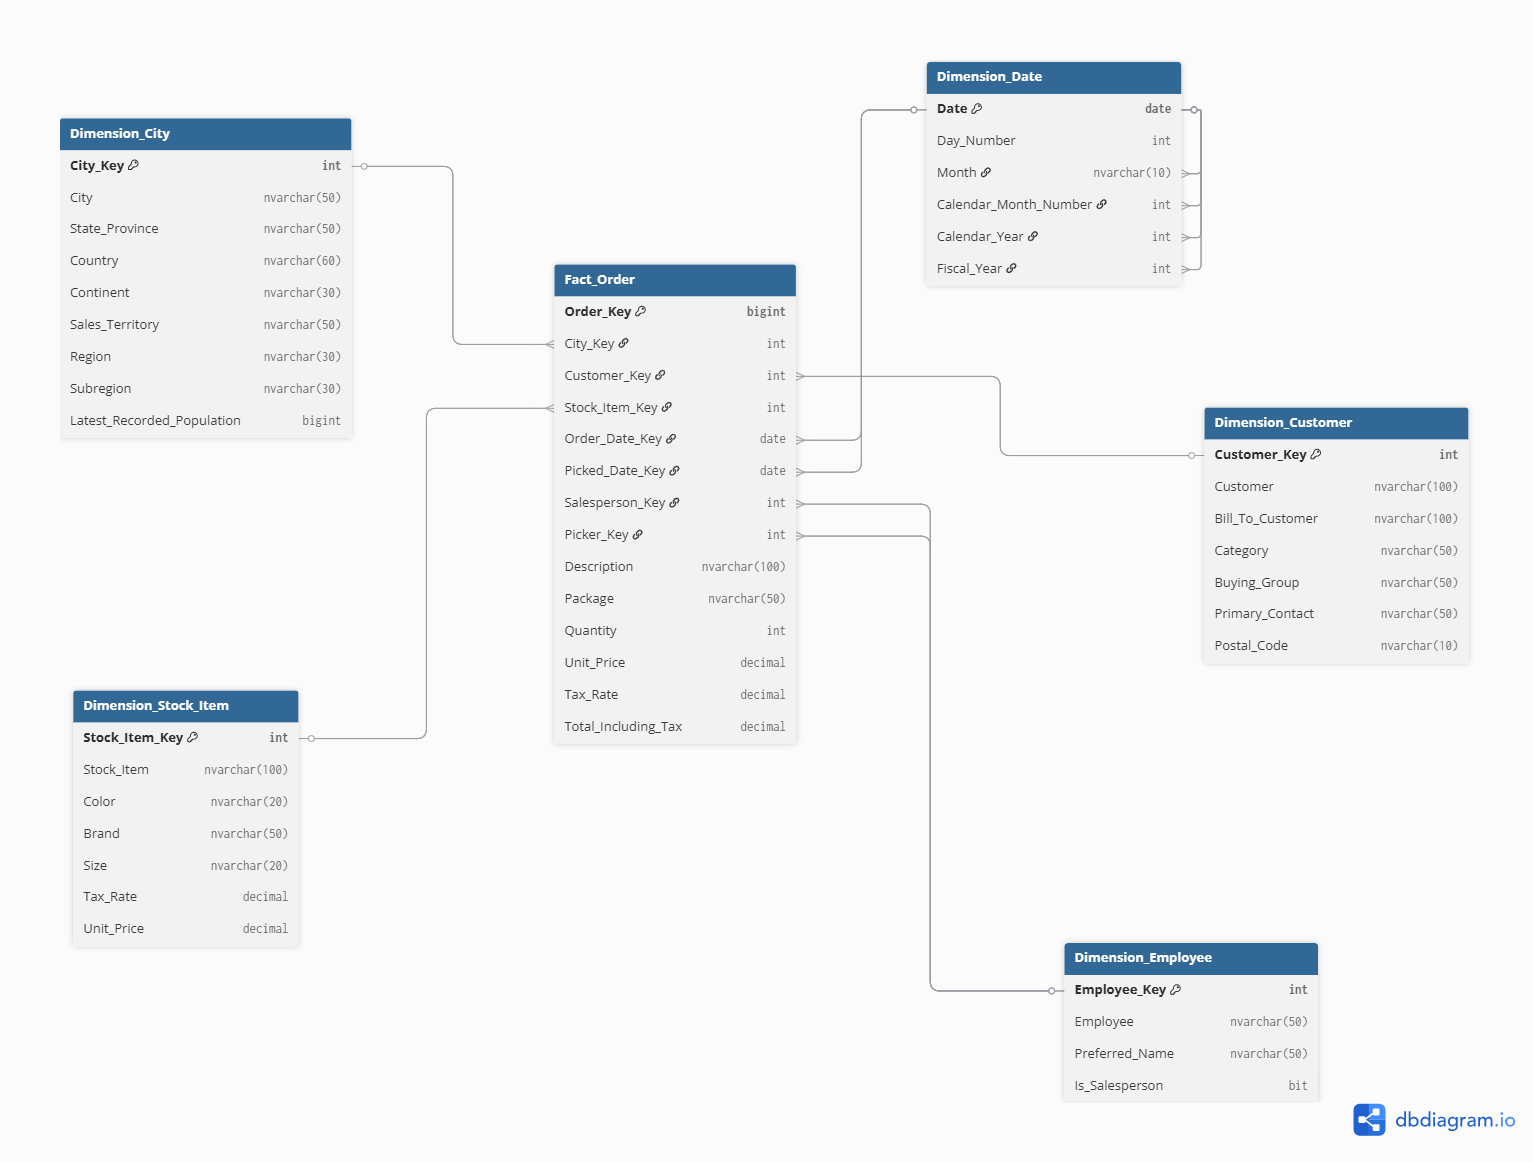 Dimension_City
City_Key int
City nvarchar(50)
State_Province nvarchar(50)
Country nvarchar(60)
Continent nvarchar(30)
Sales_Territory nvarchar(50)
Region nvarchar(30)
Subregion nvarchar(30)
Latest_Recorded_Population bigint
Dimension_Stock_Item
Stock_Item_Key int
Stock_Item nvarchar(100)
Color nvarchar(20)
Brand nvarchar(50)
Size nvarchar(20)
Tax_Rate decimal
Unit_Price decimal
Fact_Order
Order_Key bigint
City_Key int
Customer_Key int
Stock_Item_Key int
Order_Date_Key date
Picked_Date_Key date
Salesperson_Key int
Picker_Key int
Description nvarchar(100)
Package nvarchar(50)
Quantity int
Unit_Price decimal
Tax_Rate decimal
Total_Including_Tax decimal
Dimension_Date
Date date
Day_Number int
Month nvarchar(10)
Calendar_Month_Number int
Calendar_Year int
Fiscal_Year int
Dimension_Customer
Customer_Key int
Customer nvarchar(100)
Bill_To_Customer nvarchar(100)
Category nvarchar(50)
Buying_Group nvarchar(50)
Primary_Contact nvarchar(50)
Postal_Code nvarchar(10)
Dimension_Employee
Employee_Key int
Employee nvarchar(50)
Preferred_Name nvarchar(50)
Is_Salesperson bit
dbdiagram.io